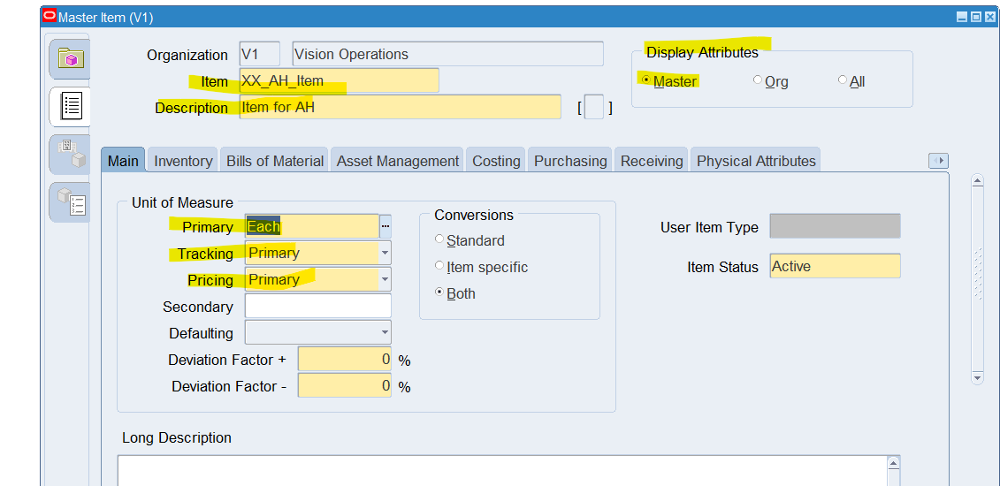 Master Item (V1)
Organization V1 Vision Operations
Item XX_AH_Item
Description Item for AH [ ]
Display Attributes
Master Org All
Main Inventory Bills of Material Asset Management Costing Purchasing Receiving Physical Attributes
Unit of Measure
Primary Each ...
Tracking Primary
Pricing Primary
Secondary
Defaulting
Deviation Factor + 0 %
Deviation Factor - 0 %
Conversions
Standard
Item specific
Both
User Item Type
Item Status Active
Long Description